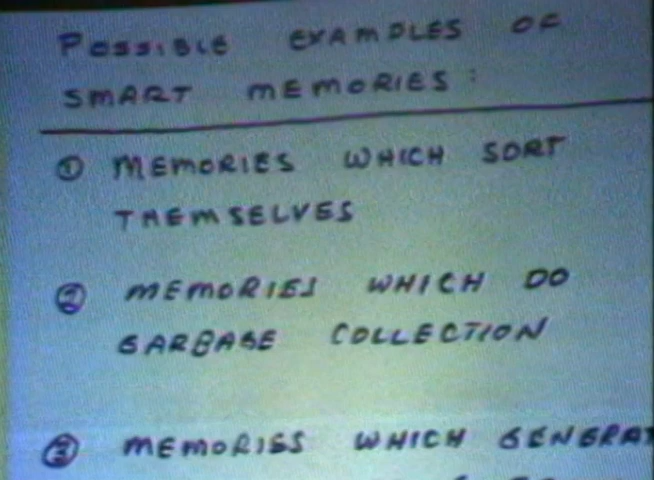 POSSIBLE EXAMPLES OF
SMART MEMORIES:
① MEMORIES WHICH SORT
THEMSELVES
② MEMORIES WHICH DO
GARBAGE COLLECTION
③ MEMORIES WHICH GENERAT